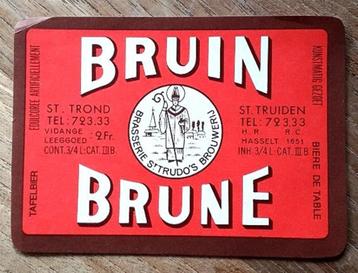 BRUIN
EDULCORÉE ARTIFICIELLEMENT
TAFELBIER
ST. TROND
TEL: 723.33
VIDANGE : 2 Fr.
LEEGGOED
CONT. 3/4 L: CAT. III B.
BRASSERIE ST TRUDO'S BROUWERIJ
ST. TRUIDEN
TEL: 723.33
H.R. R.C.
HASSELT 1651
INH: 3/4 L: CAT. III B.
KUNSTMATIG GEZOET
BIÈRE DE TABLE
BRUNE